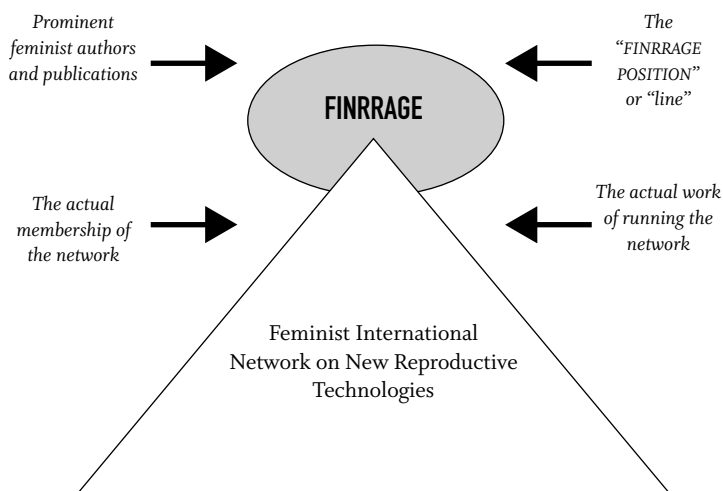 Prominent
feminist authors
and publications
The
“FINRRAGE
POSITION”
or “line”
FINRRAGE
The actual
membership of
the network
The actual work
of running the
network
Feminist International
Network on New Reproductive
Technologies